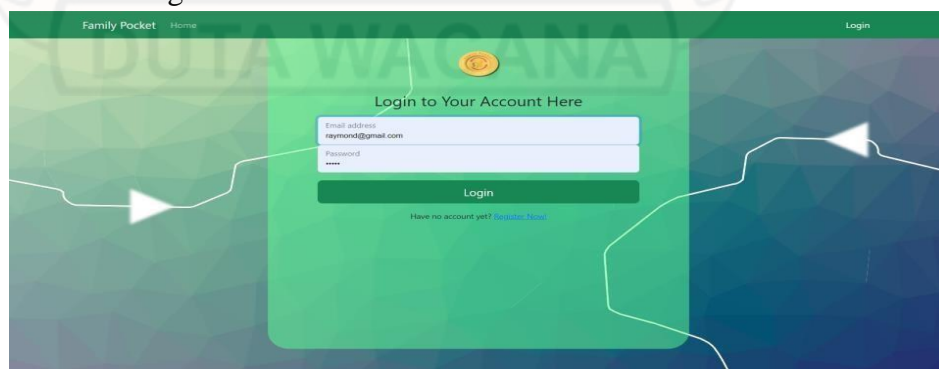 g
Family Pocket Home Login
DUTA WACANA
Login to Your Account Here
Email address
raymond@gmail.com
Password
•••••
Login
Have no account yet? Register Now!